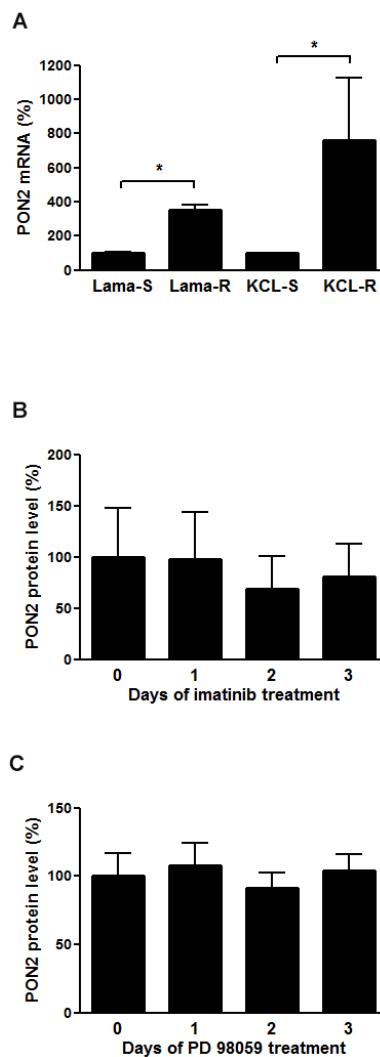 A
*
*
1200
1000
800
600
400
200
0
PON2 mRNA (%)
Lama-S Lama-R KCL-S KCL-R
B
200
150
100
50
0
PON2 protein level (%)
0 1 2 3
Days of imatinib treatment
C
150
100
50
0
PON2 protein level (%)
0 1 2 3
Days of PD 98059 treatment